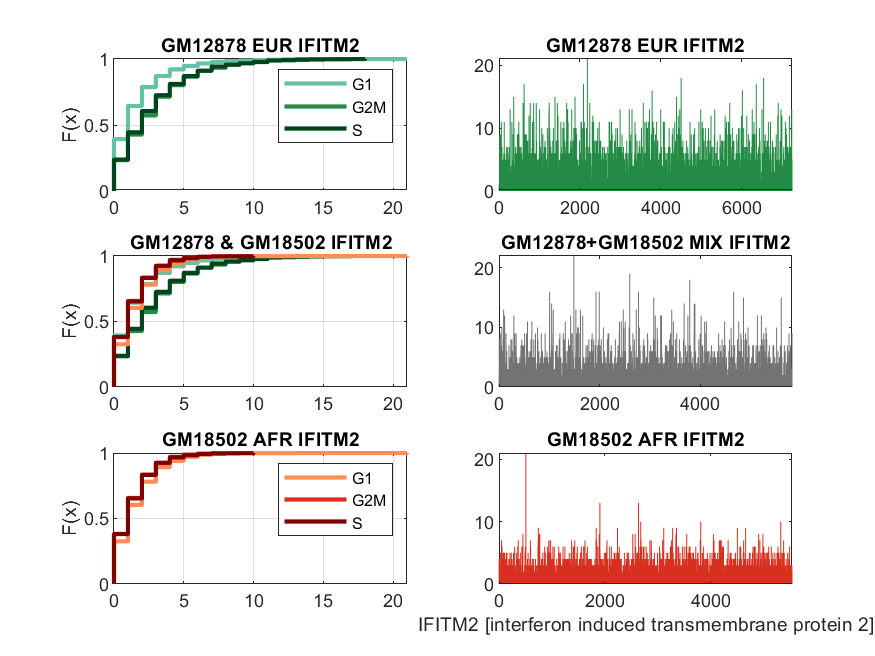 GM12878 EUR IFITM2
1
0.5
0
F(x)
0 5 10 15 20
G1
G2M
S
GM12878 EUR IFITM2
20
10
0
0 2000 4000 6000
GM12878 & GM18502 IFITM2
1
0.5
0
F(x)
0 5 10 15 20
GM12878+GM18502 MIX IFITM2
20
10
0
0 2000 4000
GM18502 AFR IFITM2
1
0.5
0
F(x)
0 5 10 15 20
G1
G2M
S
GM18502 AFR IFITM2
20
10
0
0 2000 4000
IFITM2 [interferon induced transmembrane protein 2]